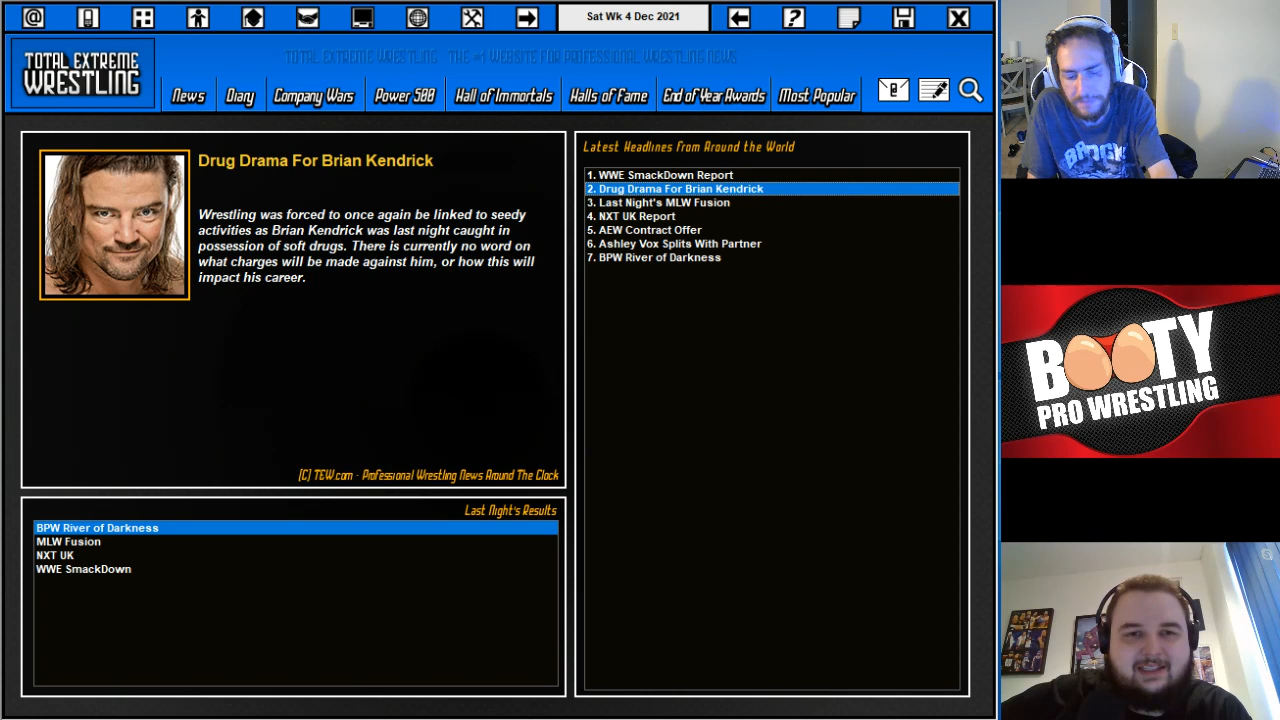 Sat Wk 4 Dec 2021
TOTAL EXTREME WRESTLING THE #1 WEBSITE FOR PROFESSIONAL WRESTLING NEWS
TOTAL EXTREME
WRESTLING
News Diary Company Wars Power 500 Hall of Immortals Halls of Fame End of Year Awards Most Popular
Drug Drama For Brian Kendrick
Wrestling was forced to once again be linked to seedy
activities as Brian Kendrick was last night caught in
possession of soft drugs. There is currently no word on
what charges will be made against him, or how this will
impact his career.
(C) TEW.com - Professional Wrestling News Around The Clock
Last Night's Results
BPW River of Darkness
MLW Fusion
NXT UK
WWE SmackDown
Latest Headlines From Around the World
1. WWE SmackDown Report
2. Drug Drama For Brian Kendrick
3. Last Night's MLW Fusion
4. NXT UK Report
5. AEW Contract Offer
6. Ashley Vox Splits With Partner
7. BPW River of Darkness
BOOTY
PRO WRESTLING